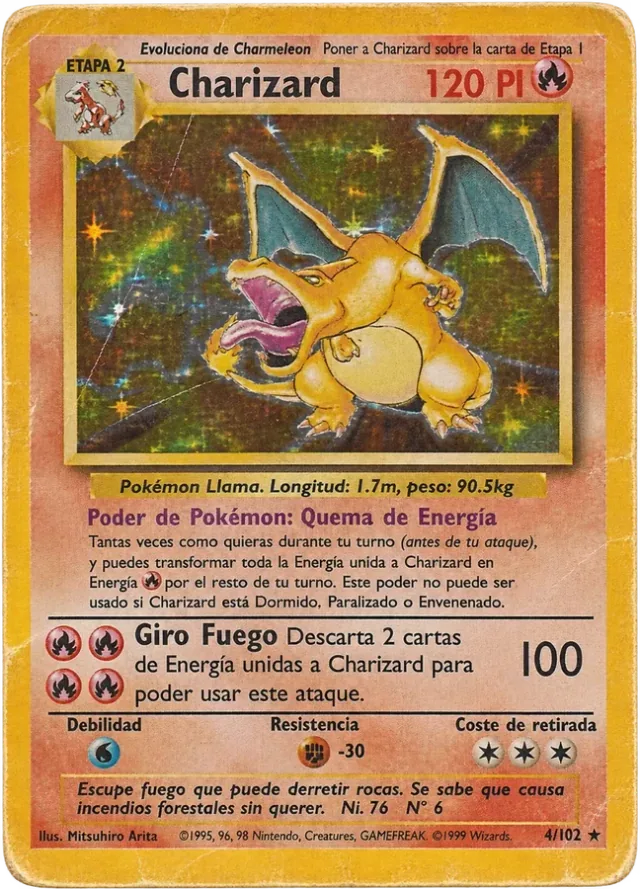 Evoluciona de Charmeleon Poner a Charizard sobre la carta de Etapa 1
ETAPA 2
Charizard 120 PI
Pokémon Llama. Longitud: 1.7m, peso: 90.5kg
Poder de Pokémon: Quema de Energía
Tantas veces como quieras durante tu turno (antes de tu ataque),
y puedes transformar toda la Energía unida a Charizard en
Energía por el resto de tu turno. Este poder no puede ser
usado si Charizard está Dormido, Paralizado o Envenenado.
Giro Fuego Descarta 2 cartas
de Energía unidas a Charizard para
poder usar este ataque.
100
Debilidad Resistencia Coste de retirada
-30
Escupe fuego que puede derretir rocas. Se sabe que causa
incendios forestales sin querer. Ni. 76 N° 6
Ilus. Mitsuhiro Arita ©1995, 96, 98 Nintendo, Creatures, GAMEFREAK. ©1999 Wizards. 4/102 ★